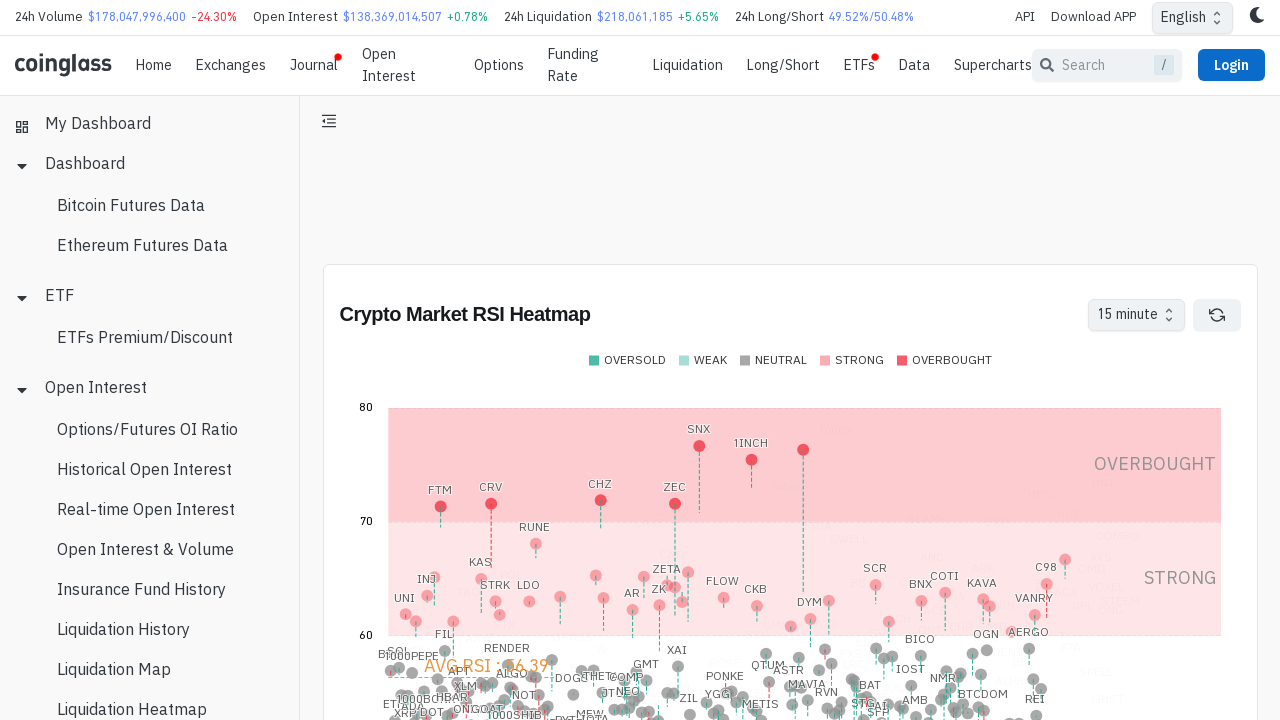 24h Volume $178,047,996,400 -24.30% Open Interest $138,369,014,507 +0.78% 24h Liquidation $218,061,185 +5.65% 24h Long/Short 49.52%/50.48% API Download APP English
coinglass Home Exchanges Journal Open Interest Options Funding Rate Liquidation Long/Short ETFs Data Supercharts Search / Login
My Dashboard
Dashboard
Bitcoin Futures Data
Ethereum Futures Data
ETF
ETFs Premium/Discount
Open Interest
Options/Futures OI Ratio
Historical Open Interest
Real-time Open Interest
Open Interest & Volume
Insurance Fund History
Liquidation History
Liquidation Map
Liquidation Heatmap
Crypto Market RSI Heatmap 15 minute
OVERSOLD WEAK NEUTRAL STRONG OVERBOUGHT
80
SNX
1INCH
OVERBOUGHT
CHZ
FTM CRV ZEC
70
RUNE
KAS ZETA SCR C98
INJ STRK LDO FLOW BNX COTI KAVA
UNI AR ZK CKB DYM VANRY
60
FIL BICO OGN AERGO
STRONG
RENDER XAI
1000PEPE GMT
AVG RSI : 56.39
APT ALGO COMP PONKE QTUM ASTR IOST NMR
XLM MAVIA BAT
HBAR NOT NEO ZIL YGG METIS RVN AMB BTCDOM REI
XRP DOT 1000SHIB MEW